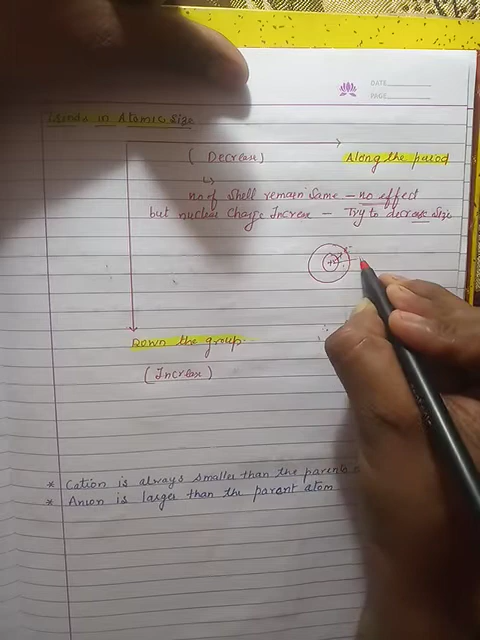 DATE
PAGE
Trends in Atomic Size
( Decrease)
Along the period
no of Shell remain Same - no effect
but nuclear charge Increase - Try to decrease Size
e-
Down the group
(Increase)
* Cation is always smaller than the parents
* Anion is larger than the parent atom